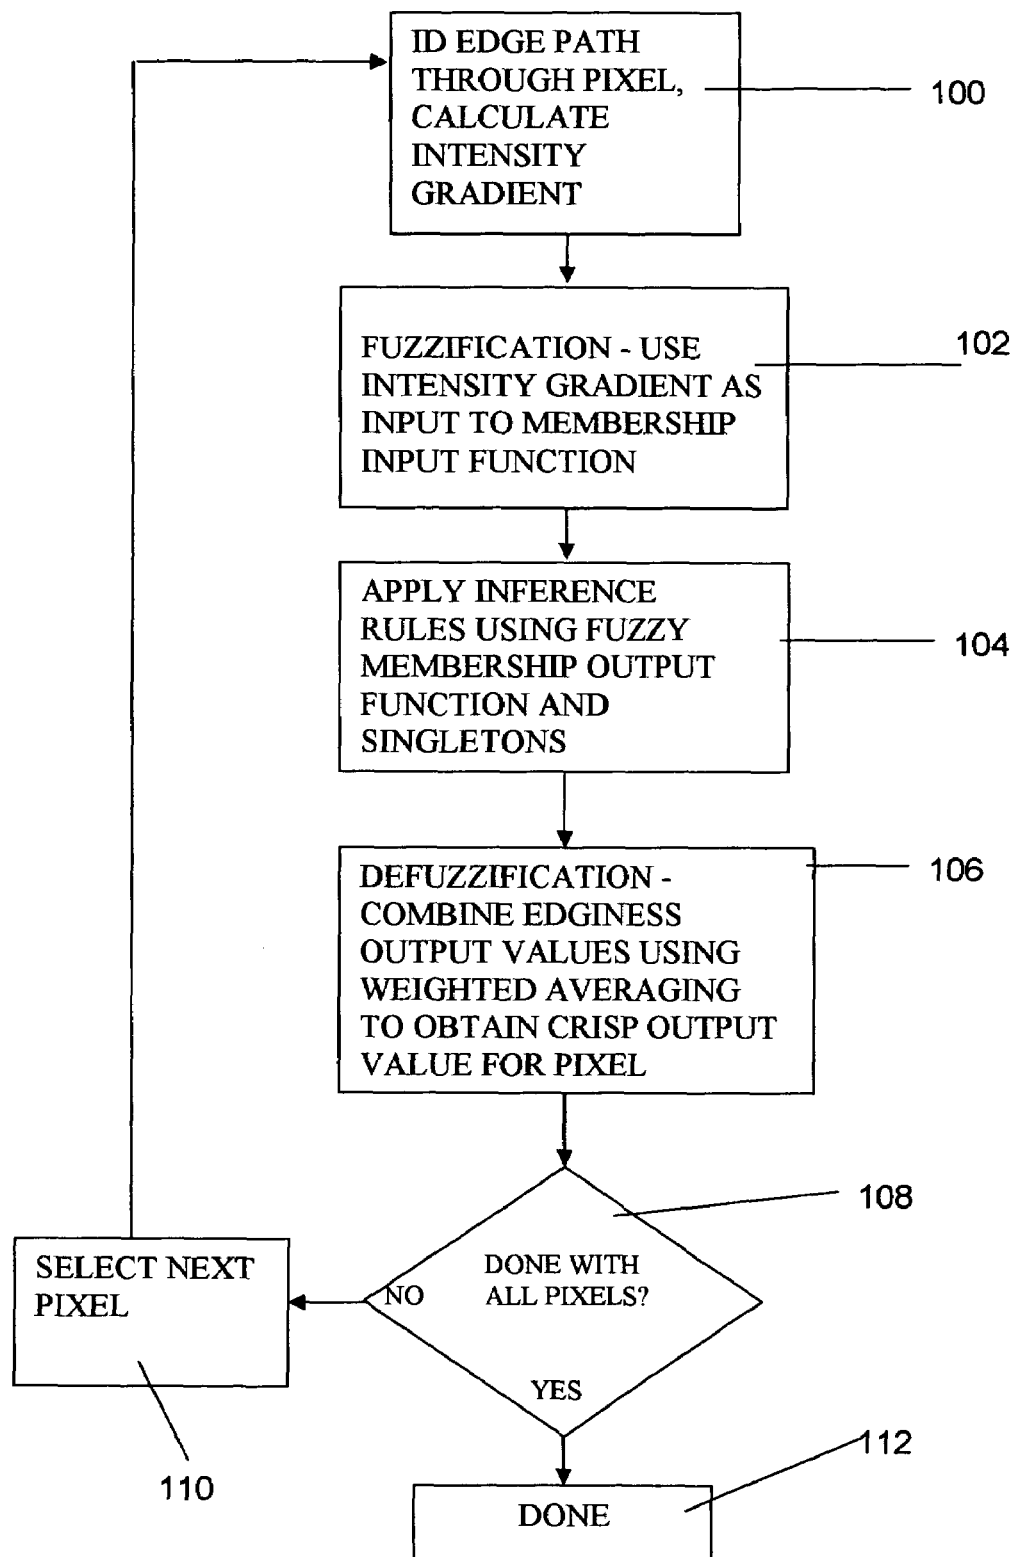 ID EDGE PATH
THROUGH PIXEL,
CALCULATE
INTENSITY
GRADIENT
100
FUZZIFICATION - USE
INTENSITY GRADIENT AS
INPUT TO MEMBERSHIP
INPUT FUNCTION
102
APPLY INFERENCE
RULES USING FUZZY
MEMBERSHIP OUTPUT
FUNCTION AND
SINGLETONS
104
DEFUZZIFICATION -
COMBINE EDGINESS
OUTPUT VALUES USING
WEIGHTED AVERAGING
TO OBTAIN CRISP OUTPUT
VALUE FOR PIXEL
106
108
DONE WITH
ALL PIXELS?
NO
YES
SELECT NEXT
PIXEL
110
112
DONE